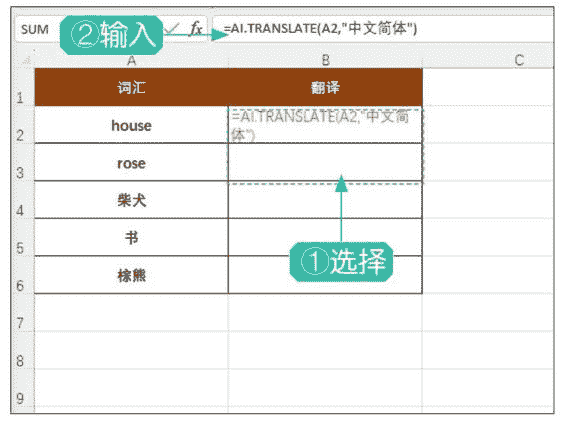 SUM
②输入
fx
=AI.TRANSLATE(A2,"中文简体")
A
B
C
1
词汇
翻译
2
house
=AI.TRANSLATE(A2,"中文简
体")
3
rose
4
柴犬
5
书
①选择
6
棕熊
7
8
9